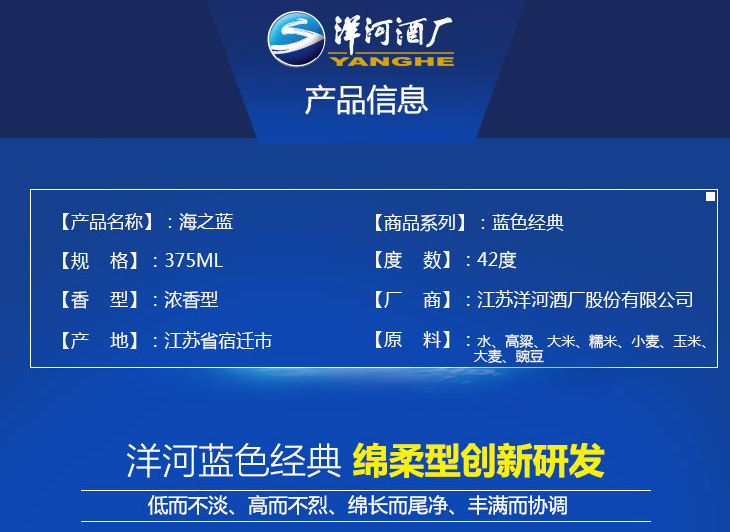 洋河酒厂
YANGHE
产品信息
【产品名称】：海之蓝
【商品系列】：蓝色经典
【规 格】：375ML
【度 数】：42度
【香 型】：浓香型
【厂 商】：江苏洋河酒厂股份有限公司
【产 地】：江苏省宿迁市
【原 料】：水、高粱、大米、糯米、小麦、玉米、
大麦、豌豆
洋河蓝色经典 绵柔型创新研发
低而不淡、高而不烈、绵长而尾净、丰满而协调